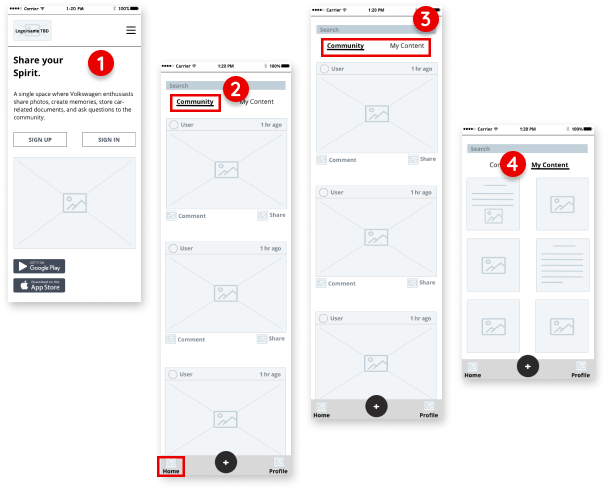 Carrier 1:20 PM 100%
Logo/name TBD
1
Share your
Spirit.
A single space where Volkswagen enthusiasts
share photos, create memories, store car-
related documents, and ask questions to the
community.
SIGN UP SIGN IN
GET IT ON
Google Play
Download on the
App Store
Carrier 1:20 PM 100%
Search
2
Community My Content
User 1 hr ago
Comment Share
User 1 hr ago
Comment Share
User 1 hr ago
+
Home Profile
Carrier 1:20 PM
3
Search
Community My Content
User 1 hr ago
Comment Share
User 1 hr ago
Comment Share
User 1 hr ago
+
Home Profile
Carrier 1:20 PM 100%
Search
4
Co My Content
+
Home Profile